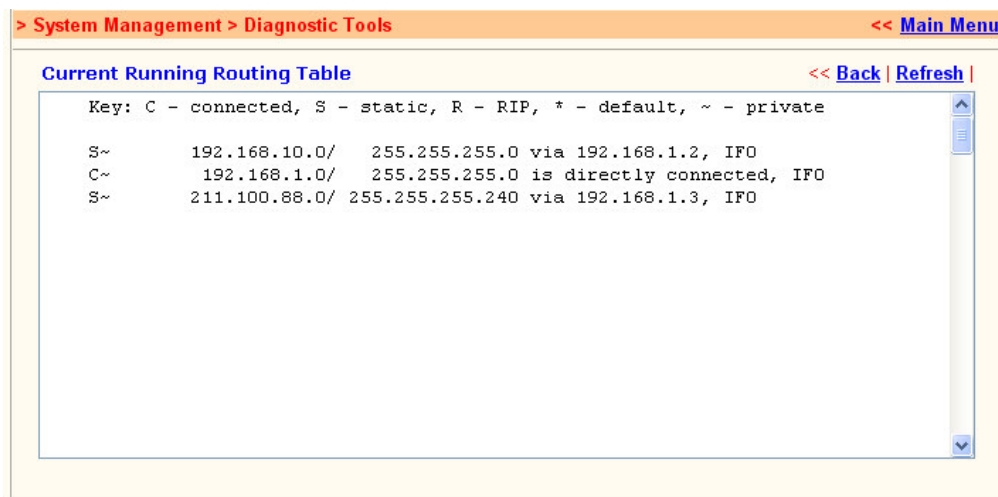 > System Management > Diagnostic Tools << Main Menu
Current Running Routing Table << Back | Refresh |
Key: C - connected, S - static, R - RIP, * - default, ~ - private
S~ 192.168.10.0/ 255.255.255.0 via 192.168.1.2, IF0
C~ 192.168.1.0/ 255.255.255.0 is directly connected, IF0
S~ 211.100.88.0/ 255.255.255.240 via 192.168.1.3, IF0